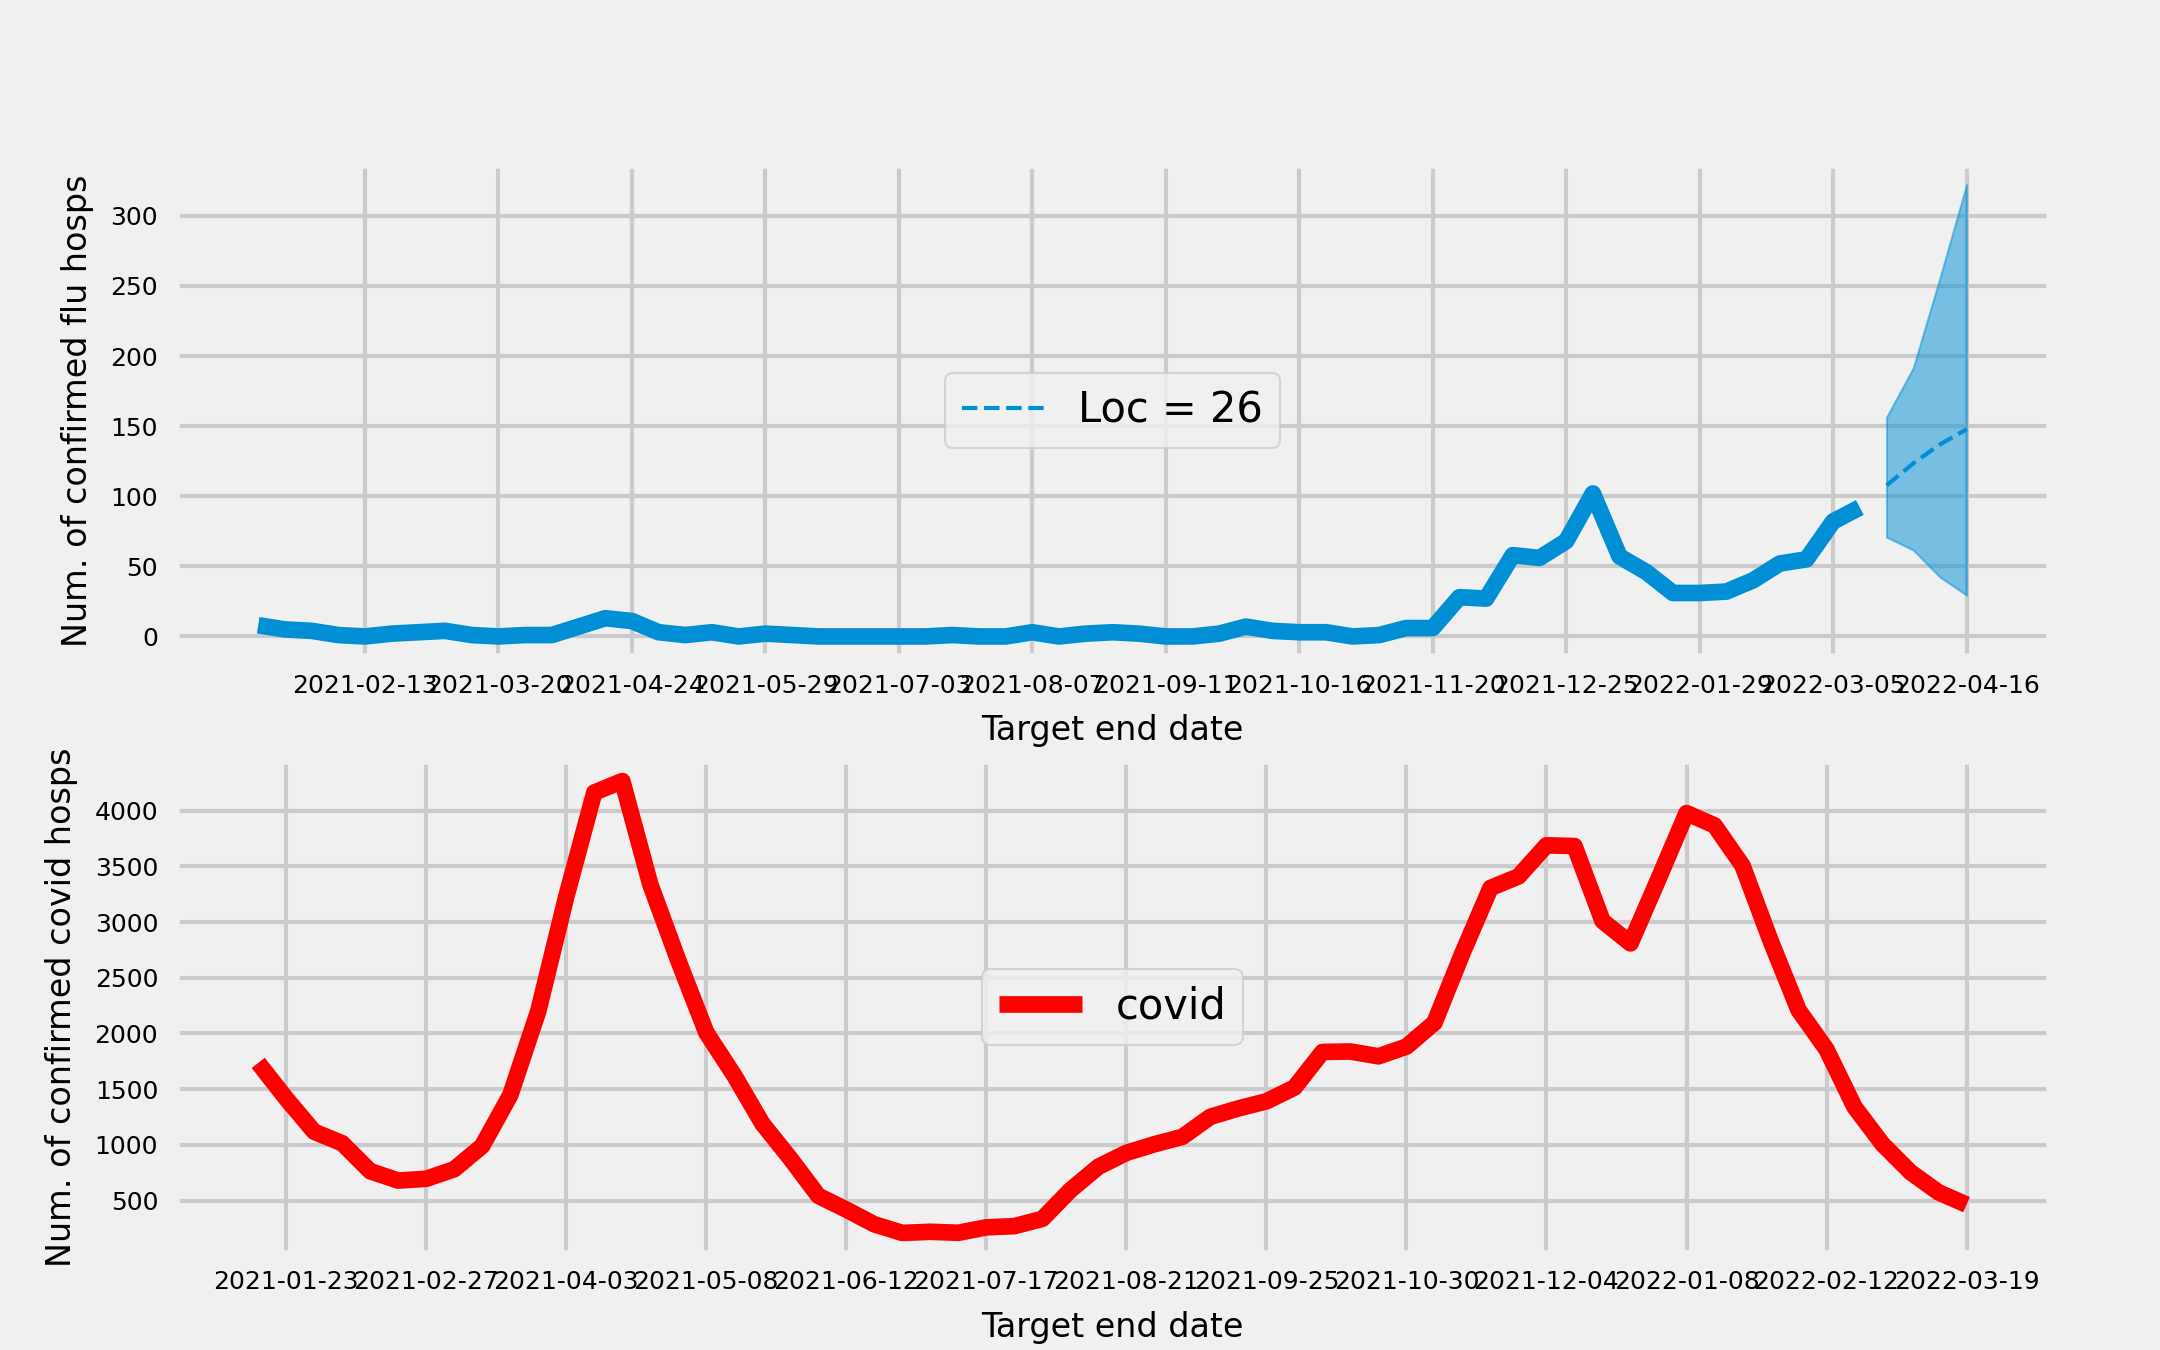 Num. of confirmed flu hosps
300
250
200
150
100
50
0
Loc = 26
2021-02-13 2021-03-20 2021-04-24 2021-05-29 2021-07-03 2021-08-07 2021-09-11 2021-10-16 2021-11-20 2021-12-25 2022-01-29 2022-03-05 2022-04-16
Target end date
Num. of confirmed covid hosps
4000
3500
3000
2500
2000
1500
1000
500
covid
2021-01-23 2021-02-27 2021-04-03 2021-05-08 2021-06-12 2021-07-17 2021-08-21 2021-09-25 2021-10-30 2021-12-04 2022-01-08 2022-02-12 2022-03-19
Target end date